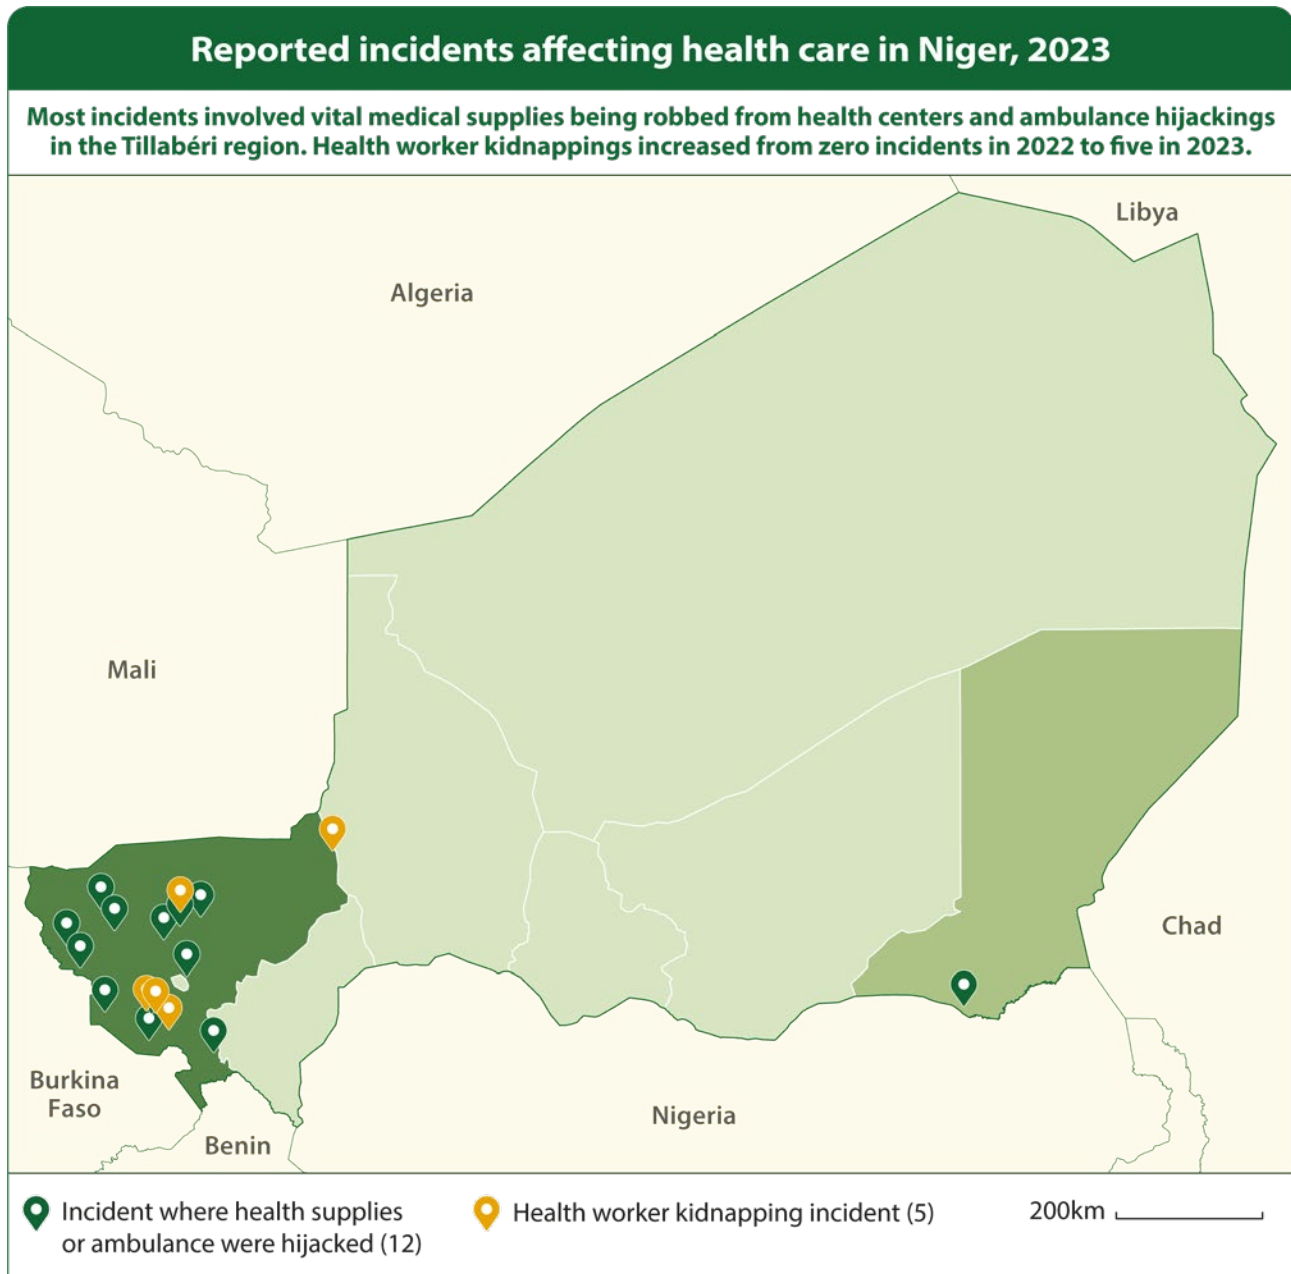 Reported incidents affecting health care in Niger, 2023
Most incidents involved vital medical supplies being robbed from health centers and ambulance hijackings
in the Tillabéri region. Health worker kidnappings increased from zero incidents in 2022 to five in 2023.
Libya
Algeria
Mali
Chad
Burkina
Faso
Nigeria
Benin
Incident where health supplies
or ambulance were hijacked (12)
Health worker kidnapping incident (5)
200km